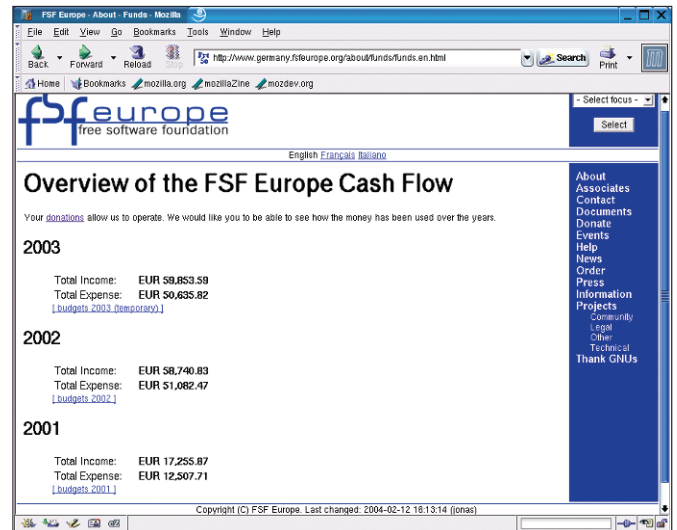 FSF Europe - About - Funds - Mozilla
File Edit View Go Bookmarks Tools Window Help
Back Forward Reload Stop http://www.germany.fsfeurope.org/about/funds/funds.en.html Search Print
Home Bookmarks mozilla.org mozillaZine mozdev.org
fsfeurope
free software foundation
- Select focus -
Select
English Français Italiano
Overview of the FSF Europe Cash Flow
Your donations allow us to operate. We would like you to be able to see how the money has been used over the years.
2003
Total Income: EUR 59,853.59
Total Expense: EUR 50,635.82
[ budgets 2003 (temporary) ]
2002
Total Income: EUR 58,740.83
Total Expense: EUR 51,082.47
[ budgets 2002 ]
2001
Total Income: EUR 17,255.87
Total Expense: EUR 12,507.71
[ budgets 2001 ]
About
Associates
Contact
Documents
Donate
Events
Help
News
Order
Press
Information
Projects
Community
Legal
Other
Technical
Thank GNUs
Copyright (C) FSF Europe. Last changed: 2004-02-12 16:13:14 (jonas)